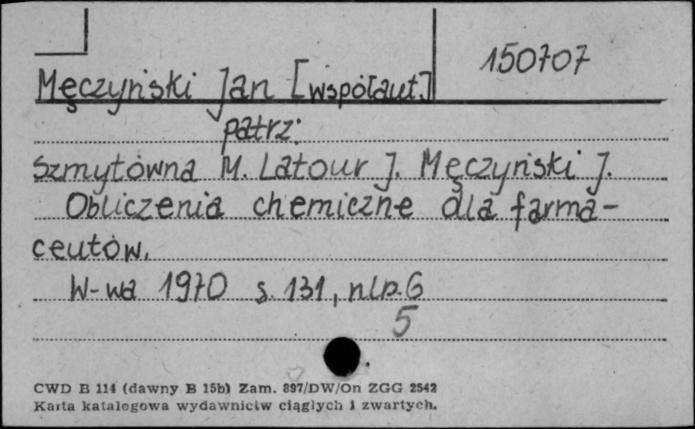 150707
Męczyński Jan [współaut.]
patrz:
Szmytówna M. Latour J. Męczyński J.
Obliczenia chemiczne dla farma-
ceutów.
W-wa 1970 s. 131, nlp. 6
5
CWD B 114 (dawny B 15b) Zam. 897/DW/On ZGG 2542
Karta katalogowa wydawnictw ciągłych i zwartych.